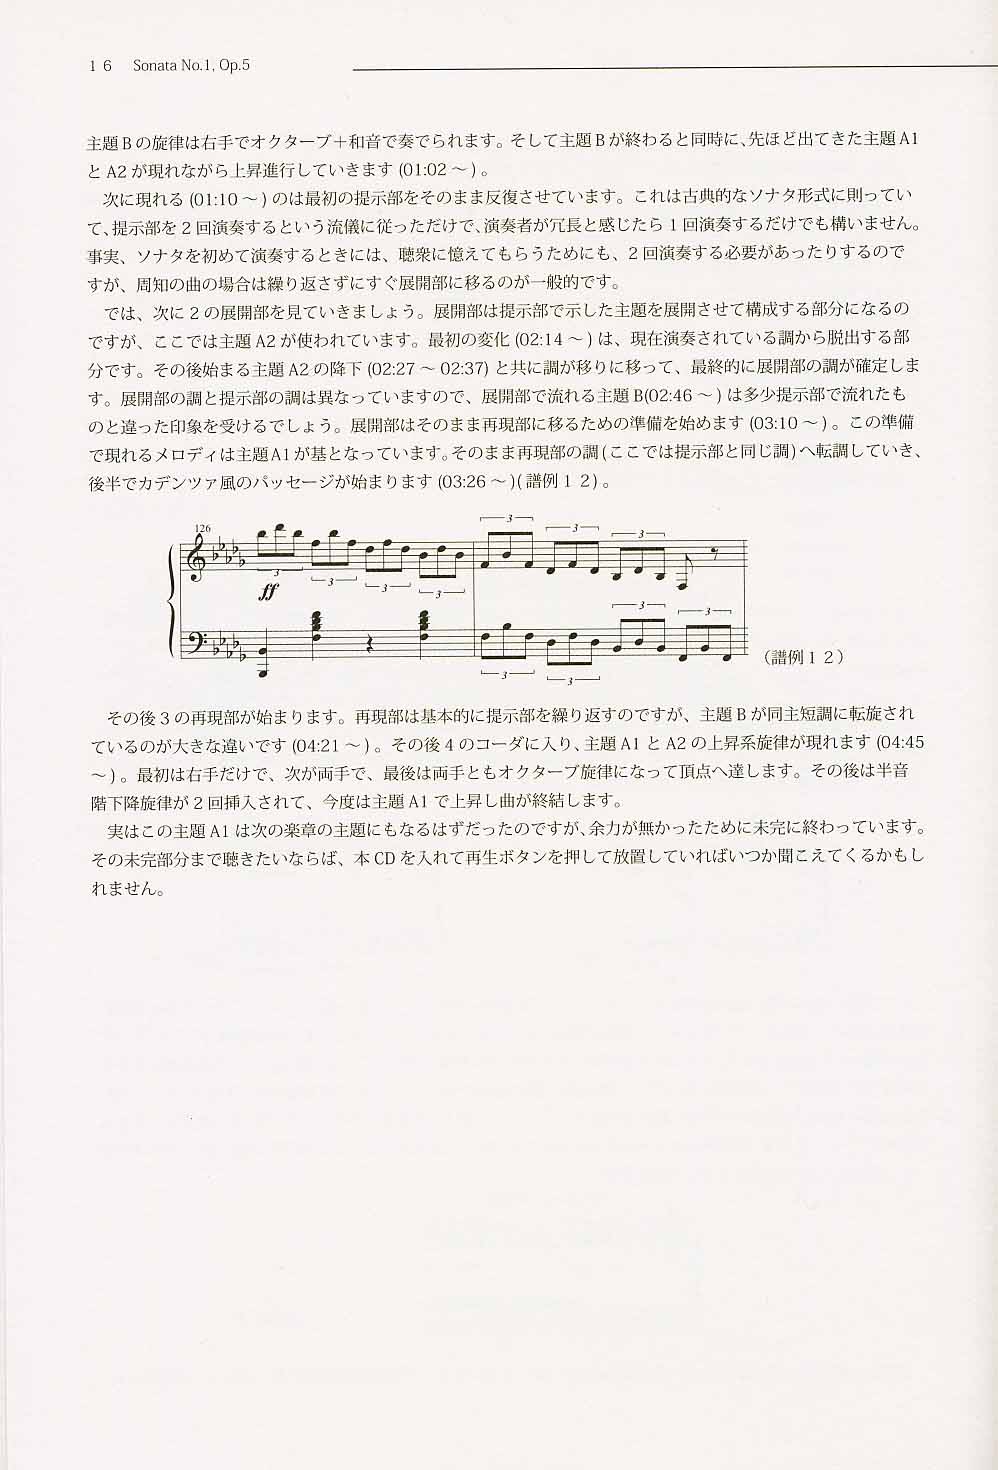 １６　Sonata No.1, Op.5
主題 B の旋律は右手でオクターブ＋和音で奏でられます。そして主題 B が終わると同時に、先ほど出てきた主題 A1
と A2 が現れながら上昇進行していきます (01:02 ～ ) 。
　次に現れる (01:10 ～ ) のは最初の提示部をそのまま反復させています。これは古典的なソナタ形式に則ってい
て、提示部を 2 回演奏するという流儀に従っただけで、演奏者が冗長と感じたら 1 回演奏するだけでも構いません。
事実、ソナタを初めて演奏するときには、聴衆に憶えてもらうためにも、2 回演奏する必要があったりするので
すが、周知の曲の場合は繰り返さずにすぐ展開部に移るのが一般的です。
　では、次に 2 の展開部を見ていきましょう。展開部は提示部で示した主題を展開させて構成する部分になるの
ですが、ここでは主題 A2 が使われています。最初の変化 (02:14 ～ ) は、現在演奏されている調から脱出する部
分です。その後始まる主題 A2 の降下 (02:27 ～ 02:37) と共に調が移りに移って、最終的に展開部の調が確定しま
す。展開部の調と提示部の調は異なっていますので、展開部で流れる主題 B(02:46 ～ ) は多少提示部で流れたも
のと違った印象を受けるでしょう。展開部はそのまま再現部に移るための準備を始めます (03:10 ～ ) 。この準備
で現れるメロディは主題 A1 が基となっています。そのまま再現部の調 ( ここでは提示部と同じ調 ) へ転調していき、
後半でカデンツァ風のパッセージが始まります (03:26 ～ )( 譜例１２) 。
126
3
3
3
3
3
3
3
ff
3
3
3
3
（譜例１２）
　その後 3 の再現部が始まります。再現部は基本的に提示部を繰り返すのですが、主題 B が同主短調に転旋され
ているのが大きな違いです (04:21 ～ ) 。その後 4 のコーダに入り、主題 A1 と A2 の上昇系旋律が現れます (04:45
～ ) 。最初は右手だけで、次が両手で、最後は両手ともオクターブ旋律になって頂点へ達します。その後は半音
階下降旋律が 2 回挿入されて、今度は主題 A1 で上昇し曲が終結します。
　実はこの主題 A1 は次の楽章の主題にもなるはずだったのですが、余力が無かったために未完に終わっています。
その未完部分まで聴きたいならば、本 CD を入れて再生ボタンを押して放置していればいつか聞こえてくるかもし
れません。